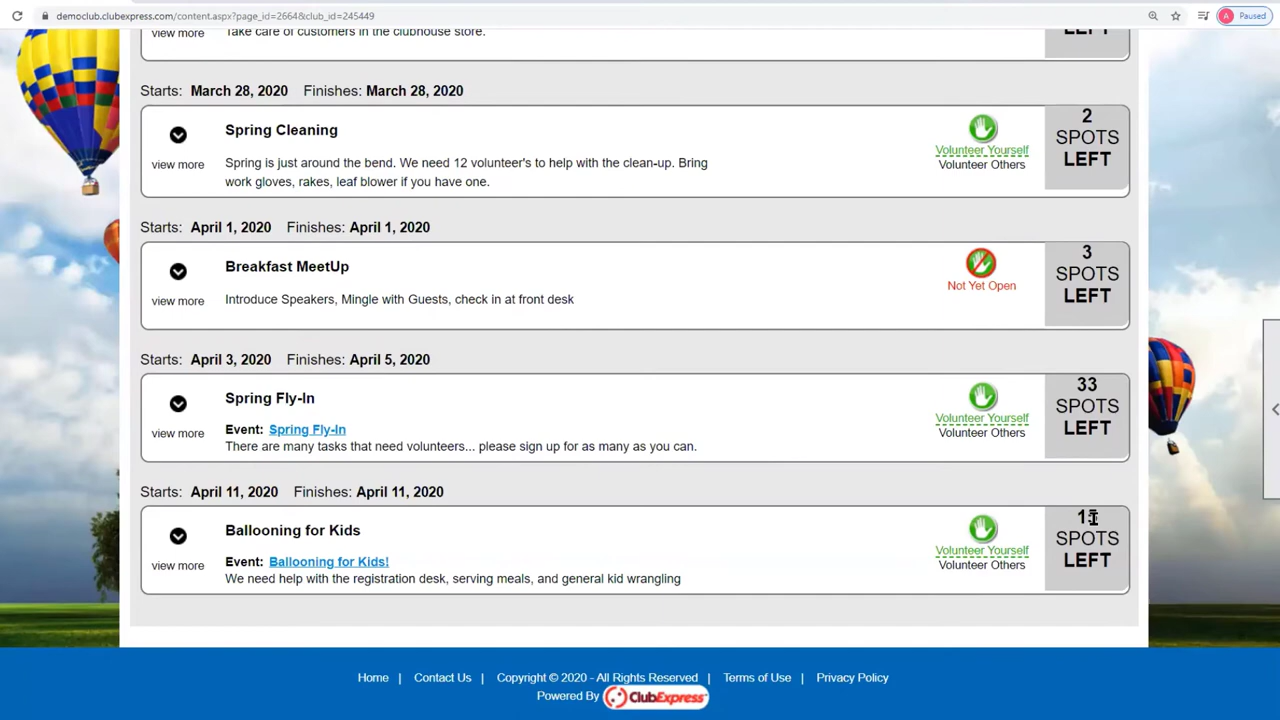 democlub.clubexpress.com/content.aspx?page_id=2664&club_id=245449
A Paused
view more
Take care of customers in the clubhouse store.
LEFT
Starts: March 28, 2020 Finishes: March 28, 2020
Spring Cleaning
view more
Spring is just around the bend. We need 12 volunteer's to help with the clean-up. Bring
work gloves, rakes, leaf blower if you have one.
Volunteer Yourself
Volunteer Others
2
SPOTS
LEFT
Starts: April 1, 2020 Finishes: April 1, 2020
Breakfast MeetUp
view more
Introduce Speakers, Mingle with Guests, check in at front desk
Not Yet Open
3
SPOTS
LEFT
Starts: April 3, 2020 Finishes: April 5, 2020
Spring Fly-In
Event: Spring Fly-In
view more
There are many tasks that need volunteers... please sign up for as many as you can.
Volunteer Yourself
Volunteer Others
33
SPOTS
LEFT
Starts: April 11, 2020 Finishes: April 11, 2020
Ballooning for Kids
Event: Ballooning for Kids!
view more
We need help with the registration desk, serving meals, and general kid wrangling
Volunteer Yourself
Volunteer Others
SPOTS
LEFT
Home | Contact Us | Copyright © 2020 - All Rights Reserved | Terms of Use | Privacy Policy
Powered By ClubExpress